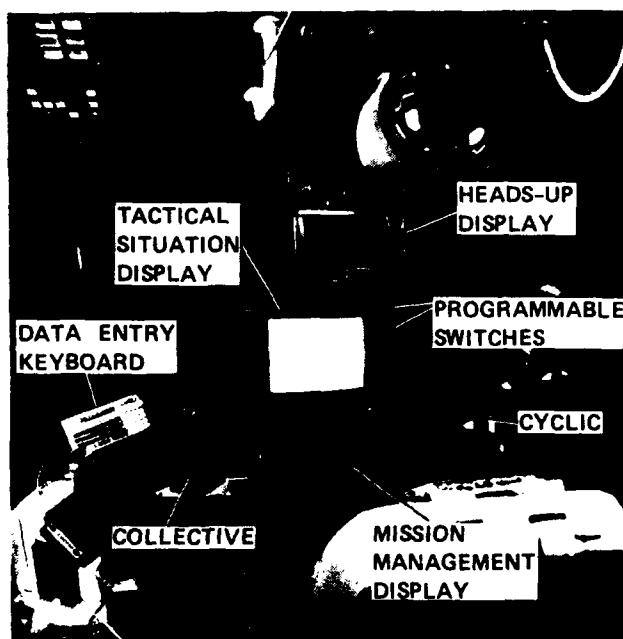 HEADS-UP
DISPLAY
TACTICAL
SITUATION
DISPLAY
PROGRAMMABLE
SWITCHES
DATA ENTRY
KEYBOARD
CYCLIC
COLLECTIVE
MISSION
MANAGEMENT
DISPLAY